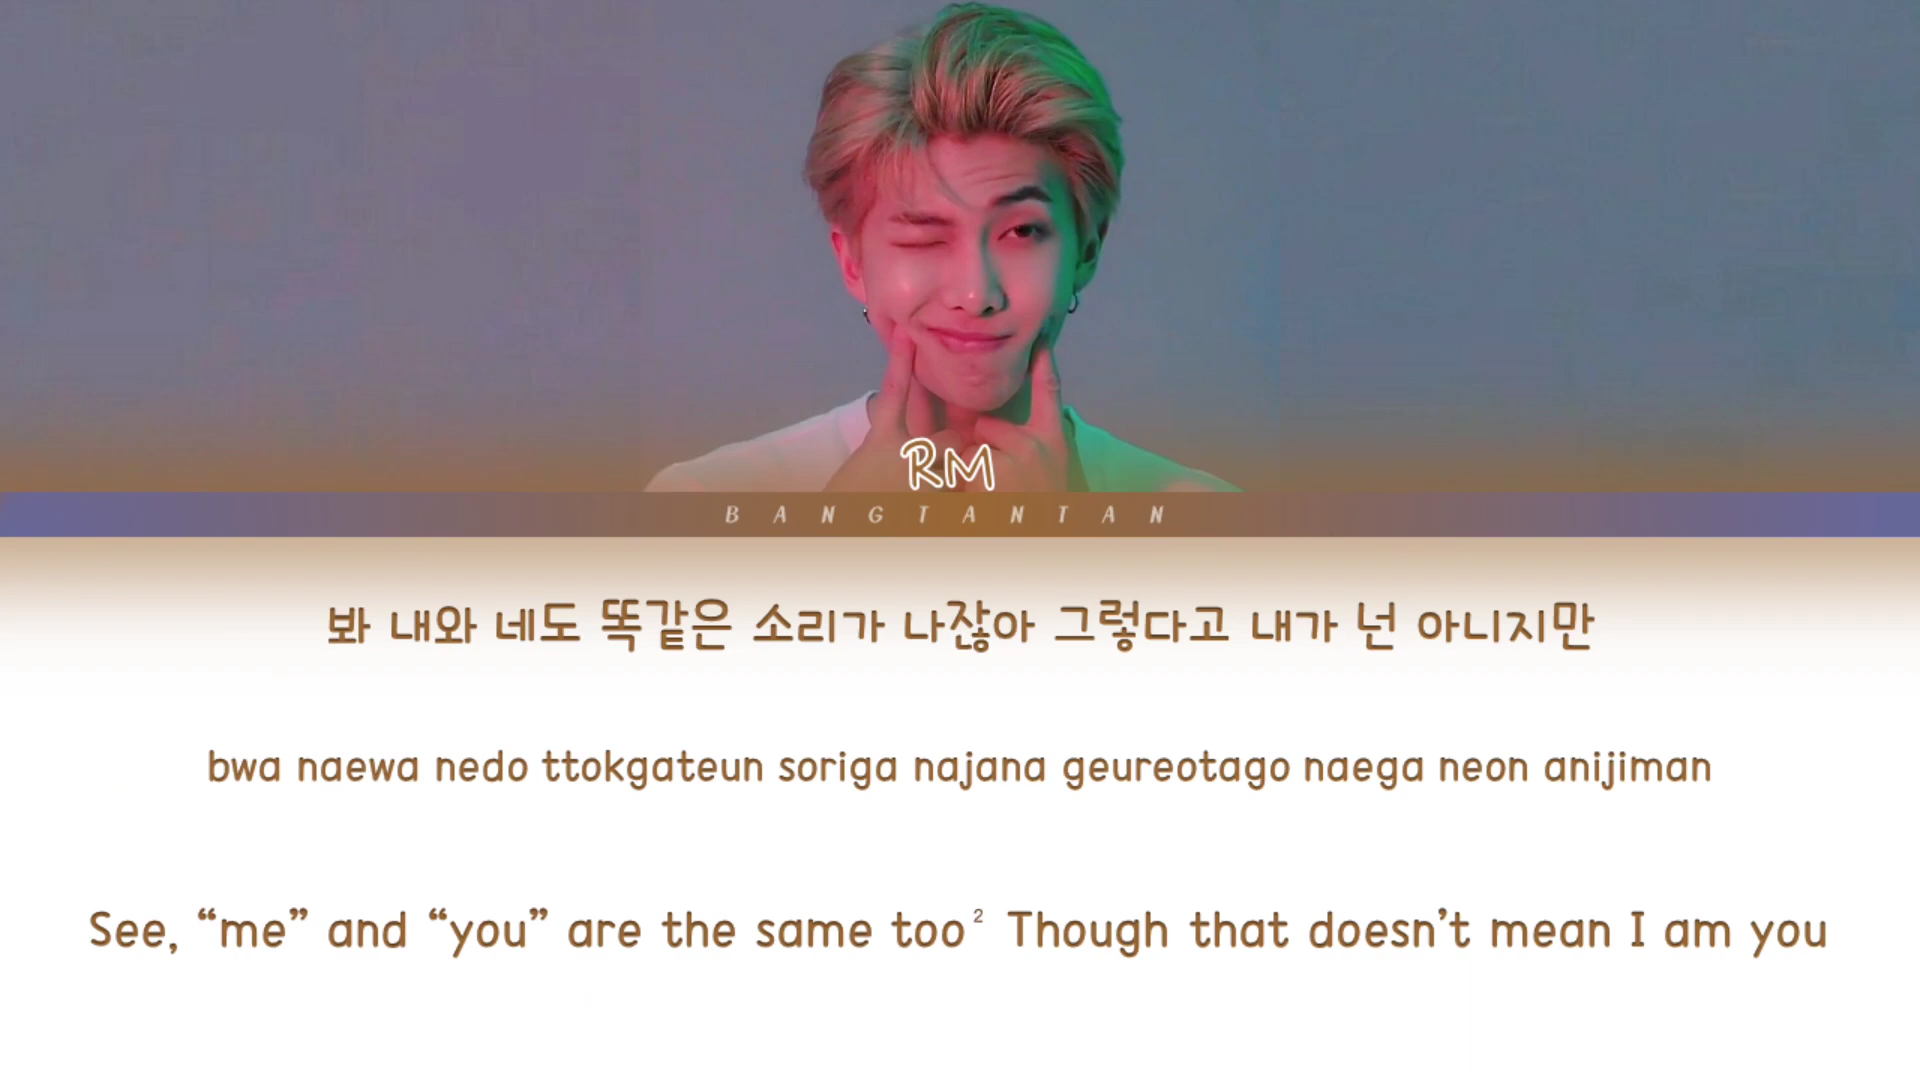 RM
BANGTANTAN
봐 내와 네도 똑같은 소리가 나잖아 그렇다고 내가 넌 아니지만
bwa naewa nedo ttokgateun soriga najana geureotago naega neon anijiman
See, “me” and “you” are the same too² Though that doesn’t mean I am you